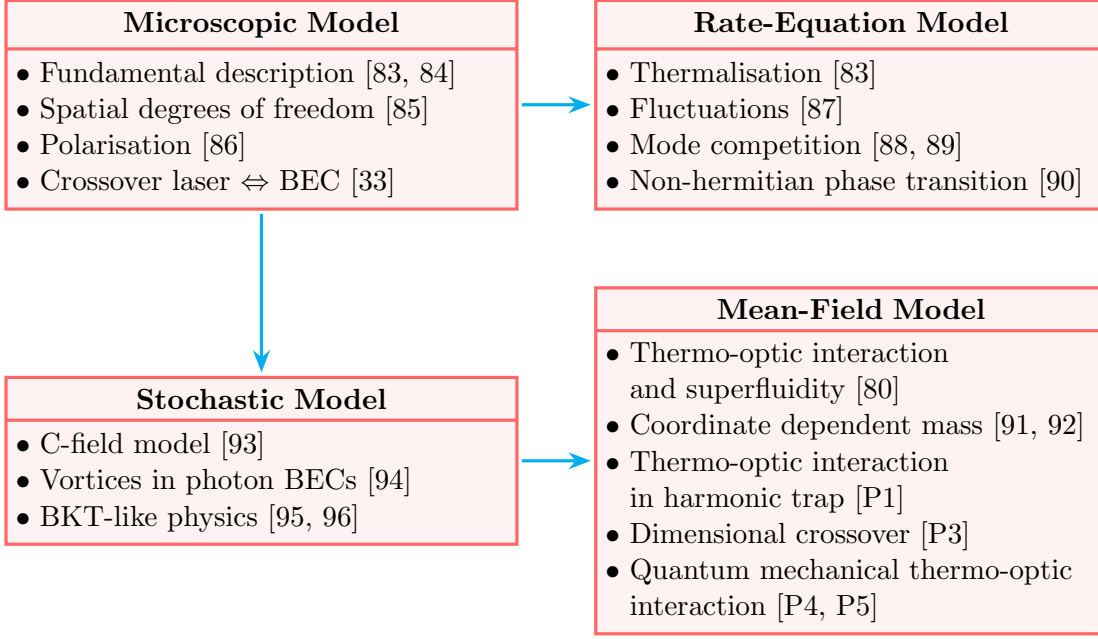 Microscopic Model
• Fundamental description [83, 84]
• Spatial degrees of freedom [85]
• Polarisation [86]
• Crossover laser ⇔ BEC [33]
Rate-Equation Model
• Thermalisation [83]
• Fluctuations [87]
• Mode competition [88, 89]
• Non-hermitian phase transition [90]
Stochastic Model
• C-field model [93]
• Vortices in photon BECs [94]
• BKT-like physics [95, 96]
Mean-Field Model
• Thermo-optic interaction
and superfluidity [80]
• Coordinate dependent mass [91, 92]
• Thermo-optic interaction
in harmonic trap [P1]
• Dimensional crossover [P3]
• Quantum mechanical thermo-optic
interaction [P4, P5]